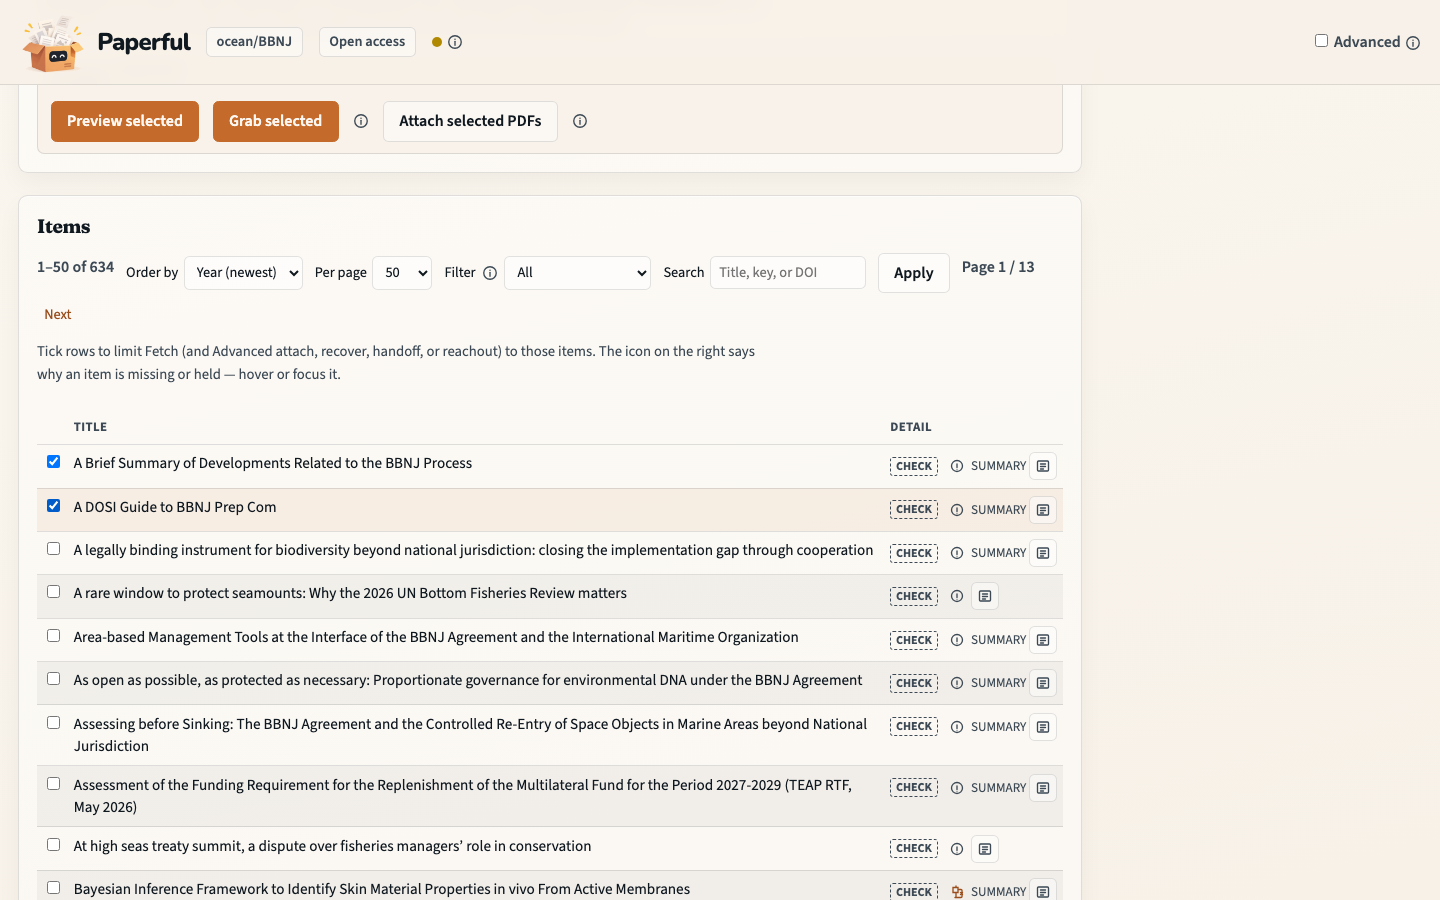 Paperful ocean/BBNJ Open access Advanced
Preview selected Grab selected Attach selected PDFs
Items
1–50 of 634 Order by Year (newest) Per page 50 Filter All Search Title, key, or DOI Apply Page 1 / 13
Next
Tick rows to limit Fetch (and Advanced attach, recover, handoff, or reachout) to those items. The icon on the right says
why an item is missing or held — hover or focus it.
TITLE DETAIL
A Brief Summary of Developments Related to the BBNJ Process CHECK SUMMARY
A DOSI Guide to BBNJ Prep Com CHECK SUMMARY
A legally binding instrument for biodiversity beyond national jurisdiction: closing the implementation gap through cooperation CHECK SUMMARY
A rare window to protect seamounts: Why the 2026 UN Bottom Fisheries Review matters CHECK
Area-based Management Tools at the Interface of the BBNJ Agreement and the International Maritime Organization CHECK SUMMARY
As open as possible, as protected as necessary: Proportionate governance for environmental DNA under the BBNJ Agreement CHECK SUMMARY
Assessing before Sinking: The BBNJ Agreement and the Controlled Re-Entry of Space Objects in Marine Areas beyond National CHECK SUMMARY
Jurisdiction
Assessment of the Funding Requirement for the Replenishment of the Multilateral Fund for the Period 2027-2029 (TEAP RTF, CHECK SUMMARY
May 2026)
At high seas treaty summit, a dispute over fisheries managers’ role in conservation CHECK
Bayesian Inference Framework to Identify Skin Material Properties in vivo From Active Membranes CHECK SUMMARY